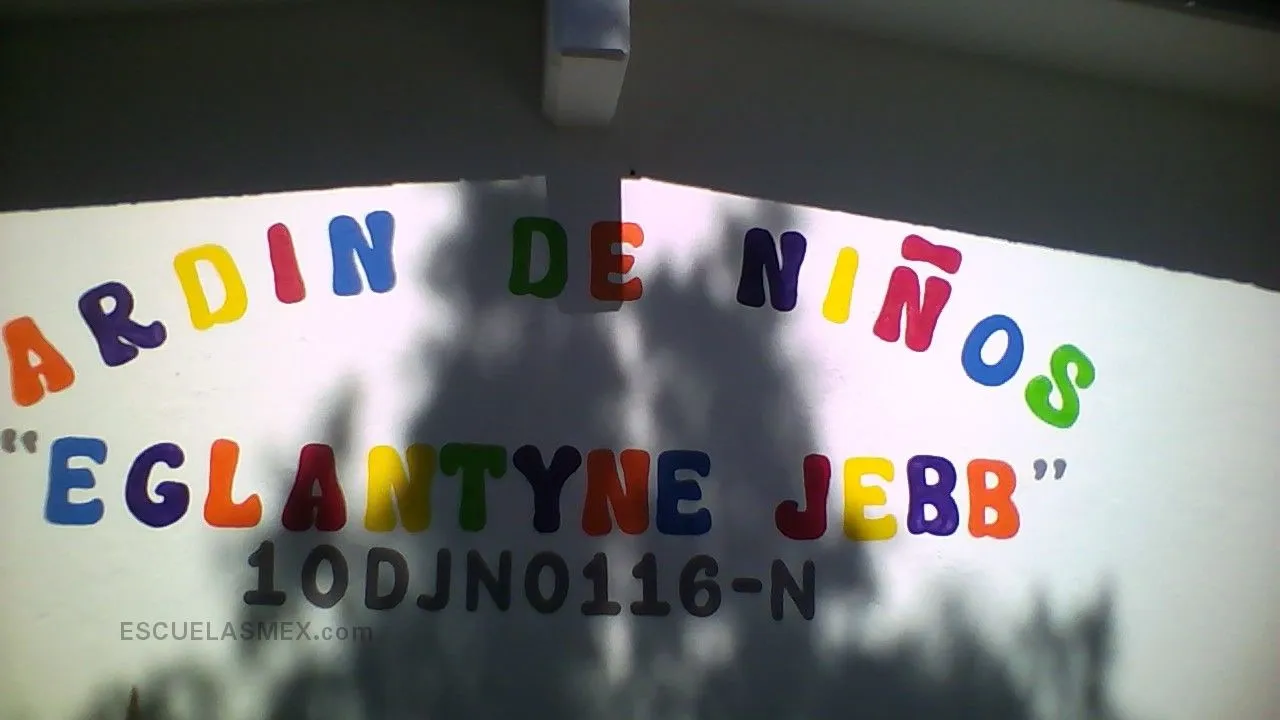 ARDIN DE NIÑOS
“EGLANTYNE JEBB”
10DJN0116-N
ESCUELASMEX.com